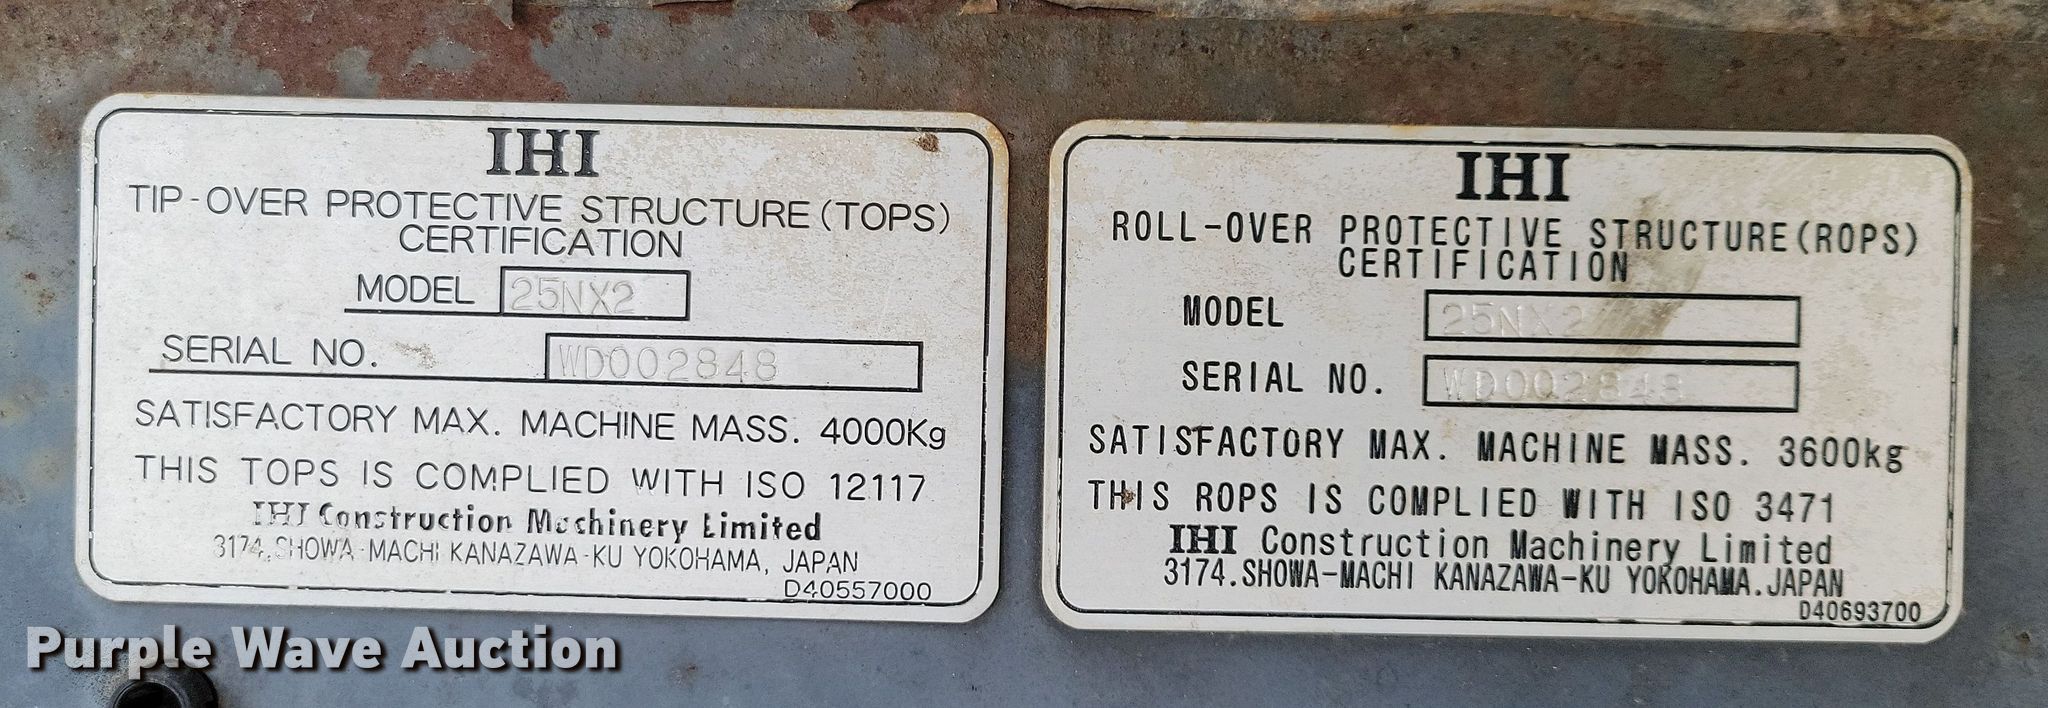 IHI
TIP-OVER PROTECTIVE STRUCTURE (TOPS)
CERTIFICATION
MODEL 25NX2
SERIAL NO. WD002848
SATISFACTORY MAX. MACHINE MASS. 4000Kg
THIS TOPS IS COMPLIED WITH ISO 12117
IHI Construction Machinery Limited
3174, SHOWA-MACHI KANAZAWA-KU YOKOHAMA, JAPAN
D40557000
IHI
ROLL-OVER PROTECTIVE STRUCTURE (ROPS)
CERTIFICATION
MODEL 25NX2
SERIAL NO. WD002848
SATISFACTORY MAX. MACHINE MASS. 3600kg
THIS ROPS IS COMPLIED WITH ISO 3471
IHI Construction Machinery Limited
3174.SHOWA-MACHI KANAZAWA-KU YOKOHAMA.JAPAN
D40693700
Purple Wave Auction